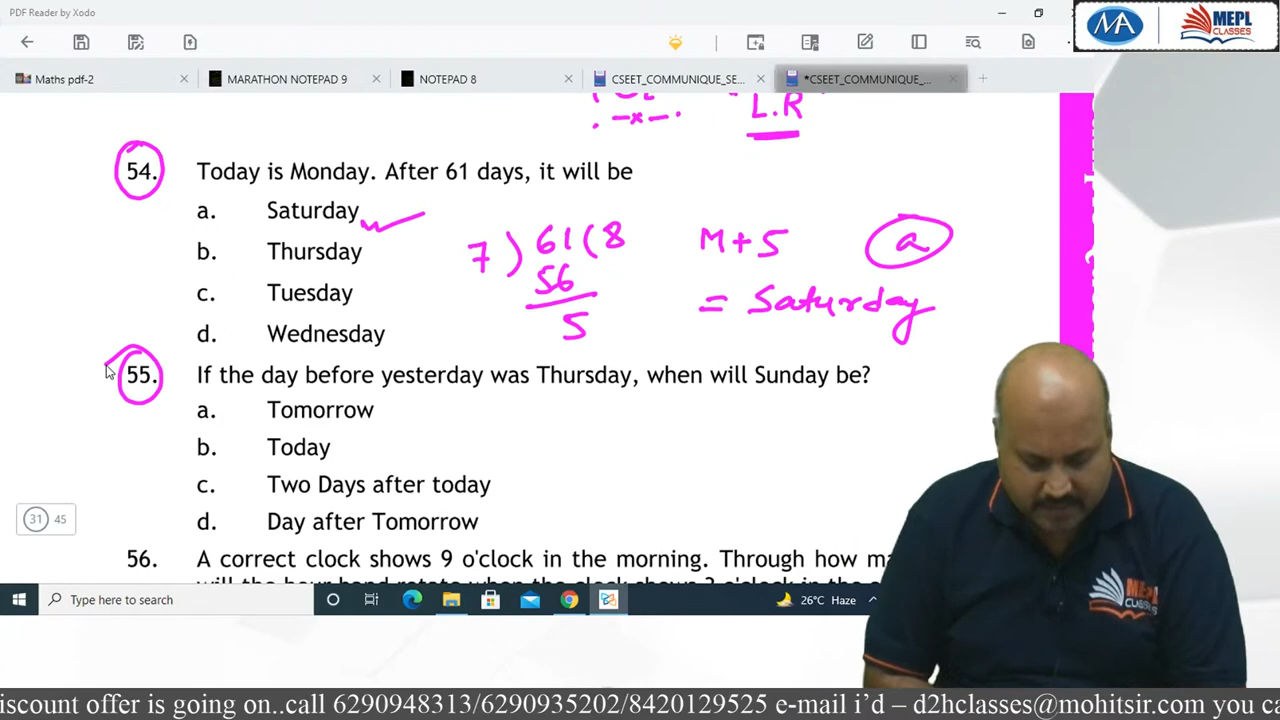 PDF Reader by Xodo
MA
MEPL
CLASSES
Maths pdf-2
MARATHON NOTEPAD 9
NOTEPAD 8
CSEET_COMMUNIQUE_SE...
*CSEET_COMMUNIQUE_...
L.R
54. Today is Monday. After 61 days, it will be
a. Saturday
b. Thursday
c. Tuesday
d. Wednesday
7 ) 61 ( 8
56
5
M + 5
= Saturday
a
55. If the day before yesterday was Thursday, when will Sunday be?
a. Tomorrow
b. Today
c. Two Days after today
d. Day after Tomorrow
31 45
56. A correct clock shows 9 o'clock in the morning. Through how
Type here to search
26°C Haze
MEPL
iscount offer is going on..call 6290948313/6290935202/8420129525 e-mail i’d – d2hclasses@mohitsir.com you